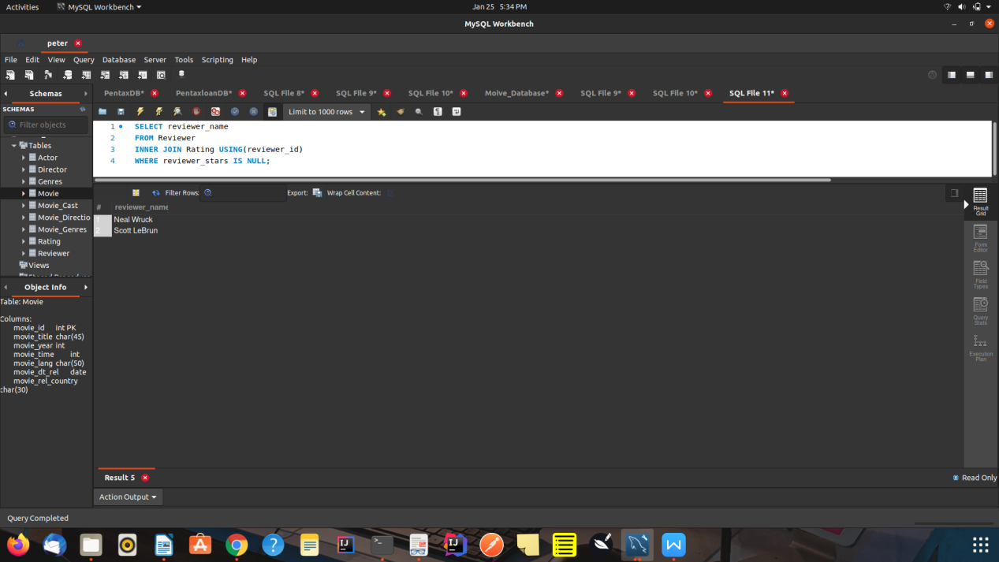 Activities MySQL Workbench Jan 25 5:34 PM
MySQL Workbench
peter
File Edit View Query Database Server Tools Scripting Help
Schemas PentaxDB* PentaxloanDB* SQL File 8* SQL File 9* SQL File 10* Moive_Database* SQL File 9* SQL File 10* SQL File 11*
SCHEMAS
Limit to 1000 rows
Filter objects
1 SELECT reviewer_name
2 FROM Reviewer
3 INNER JOIN Rating USING(reviewer_id)
4 WHERE reviewer_stars IS NULL;
Tables
Actor
Director
Genres
Movie
Movie_Cast
Movie_Directio
Movie_Genres
Rating
Reviewer
Views
Filter Rows: Export: Wrap Cell Content:
# reviewer_name
1 Neal Wruck
2 Scott LeBrun
Result
Grid
Form
Editor
Field
Types
Query
Stats
Execution
Plan
Object Info
Table: Movie
Columns:
movie_id int PK
movie_title char(45)
movie_year int
movie_time int
movie_lang char(50)
movie_dt_rel date
movie_rel_country
char(30)
Result 5 Read Only
Action Output
Query Completed